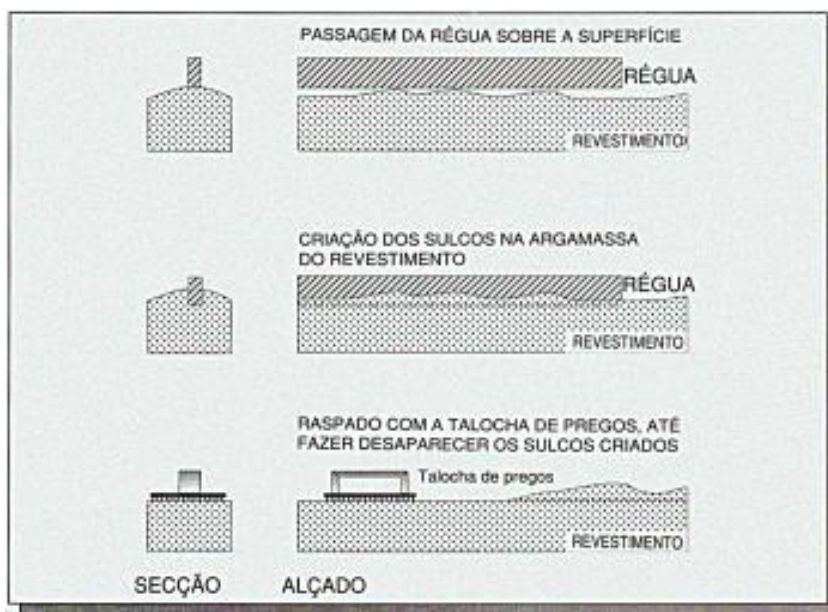 PASSAGEM DA RÉGUA SOBRE A SUPERFÍCIE
RÉGUA
REVESTIMENTO
CRIAÇÃO DOS SULCOS NA ARGAMASSA
DO REVESTIMENTO
RÉGUA
REVESTIMENTO
RASPADO COM A TALOCHA DE PREGOS, ATÉ
FAZER DESAPARECER OS SULCOS CRIADOS
Talocha de pregos
REVESTIMENTO
SECÇÃO ALÇADO